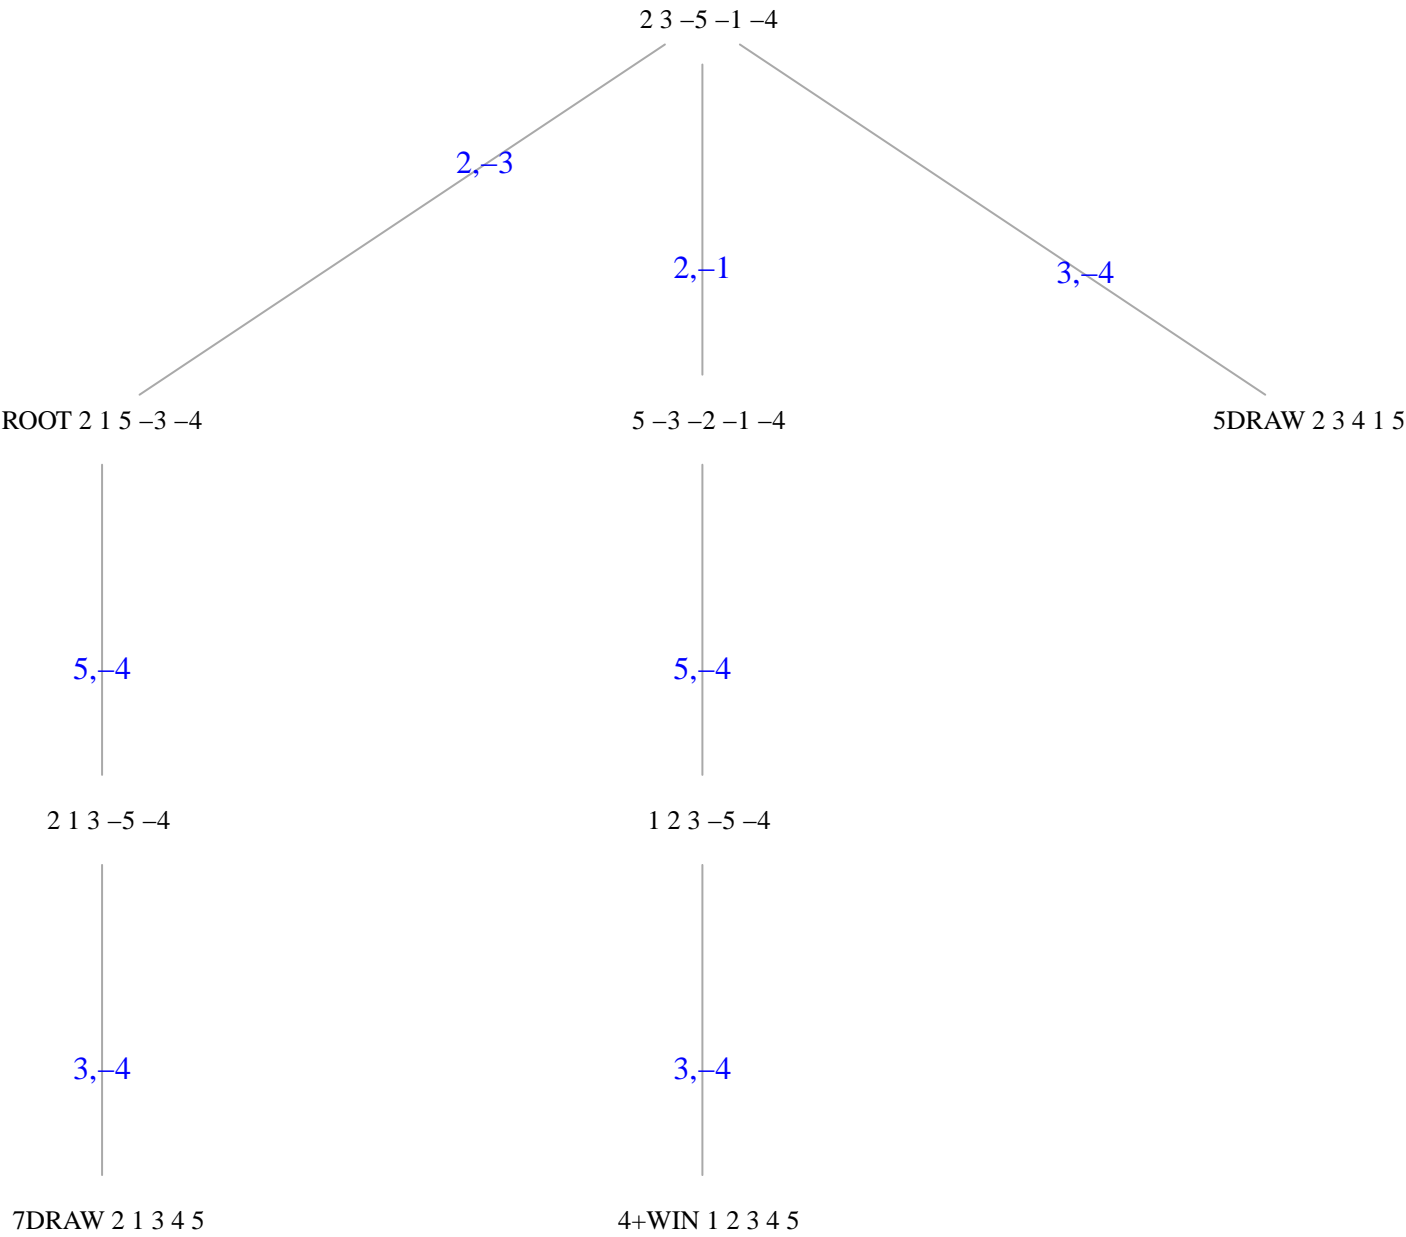 2 3 –5 –1 –4
2,–3
2,–1
3,–4
ROOT 2 1 5 –3 –4
5 –3 –2 –1 –4
5DRAW 2 3 4 1 5
5,–4
5,–4
2 1 3 –5 –4
1 2 3 –5 –4
3,–4
3,–4
7DRAW 2 1 3 4 5
4+WIN 1 2 3 4 5